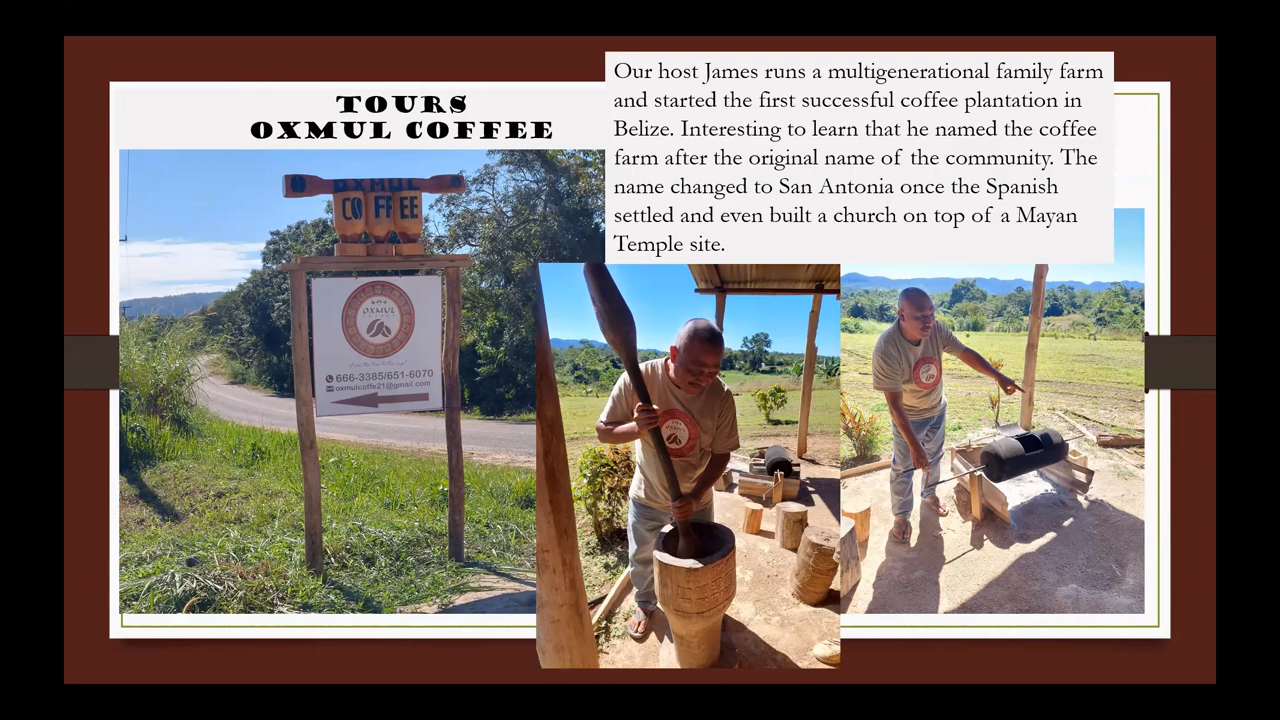 TOURS
OXMUL COFFEE
Our host James runs a multigenerational family farm
and started the first successful coffee plantation in
Belize. Interesting to learn that he named the coffee
farm after the original name of the community. The
name changed to San Antonia once the Spanish
settled and even built a church on top of a Mayan
Temple site.
OXMUL
COFFEE
OXMUL
COFFEE
666-3385/651-6070
oxmulcoffe21@gmail.com